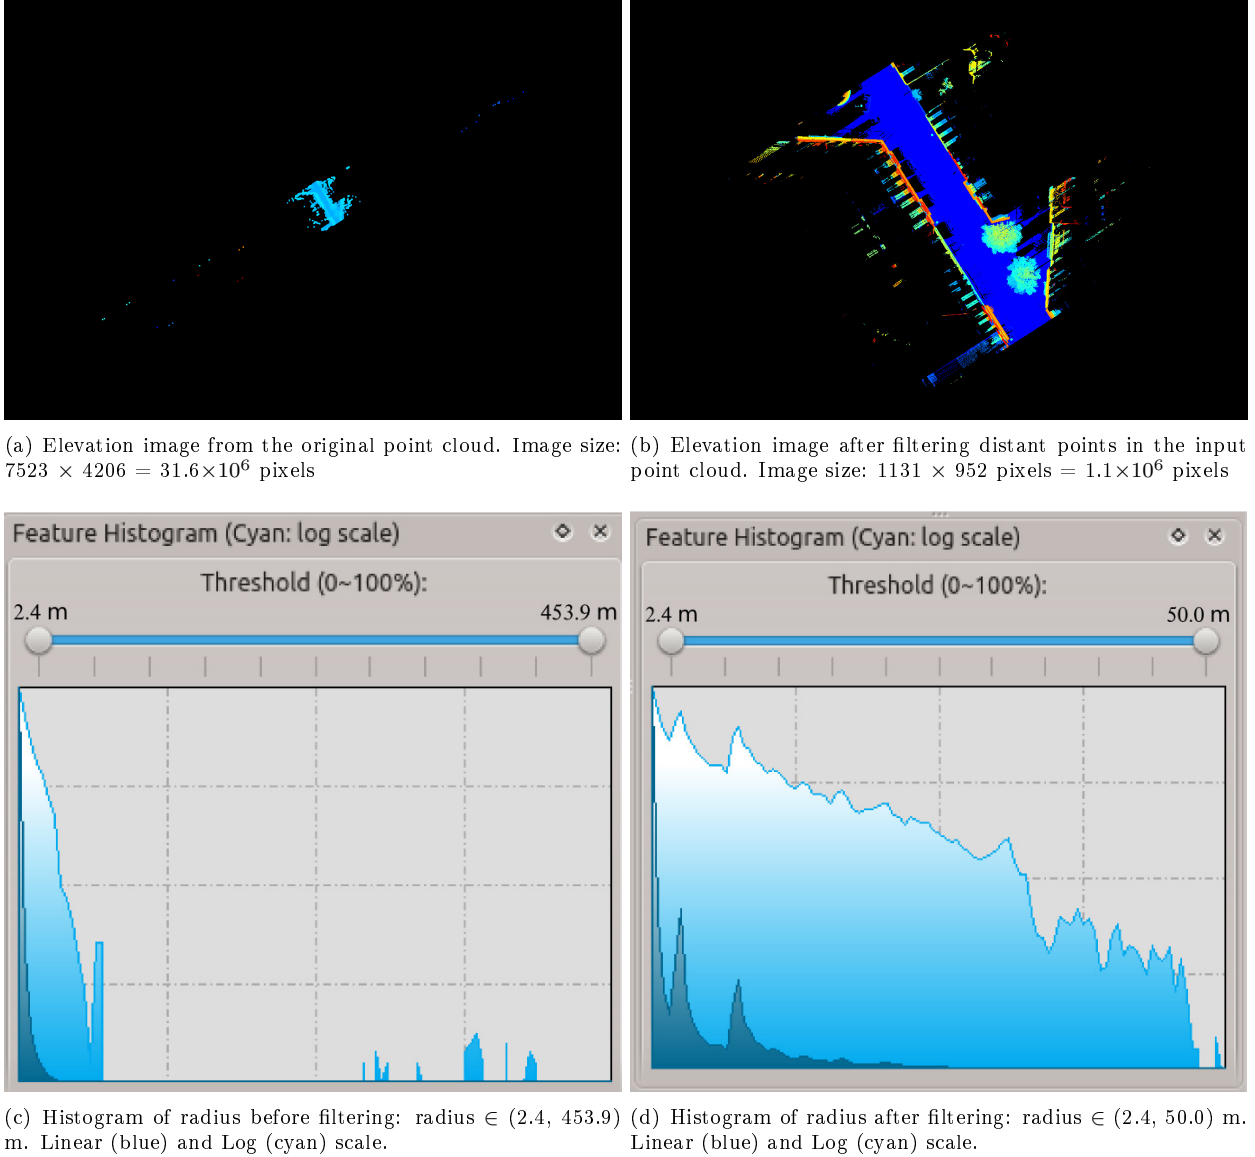 (a) Elevation image from the original point cloud. Image size:
7523 × 4206 = 31.6×10⁶ pixels
(b) Elevation image after filtering distant points in the input
point cloud. Image size: 1131 × 952 pixels = 1.1×10⁶ pixels
Feature Histogram (Cyan: log scale)
Threshold (0~100%):
2.4 m
453.9 m
Feature Histogram (Cyan: log scale)
Threshold (0~100%):
2.4 m
50.0 m
(c) Histogram of radius before filtering: radius ∈ (2.4, 453.9)
m. Linear (blue) and Log (cyan) scale.
(d) Histogram of radius after filtering: radius ∈ (2.4, 50.0) m.
Linear (blue) and Log (cyan) scale.